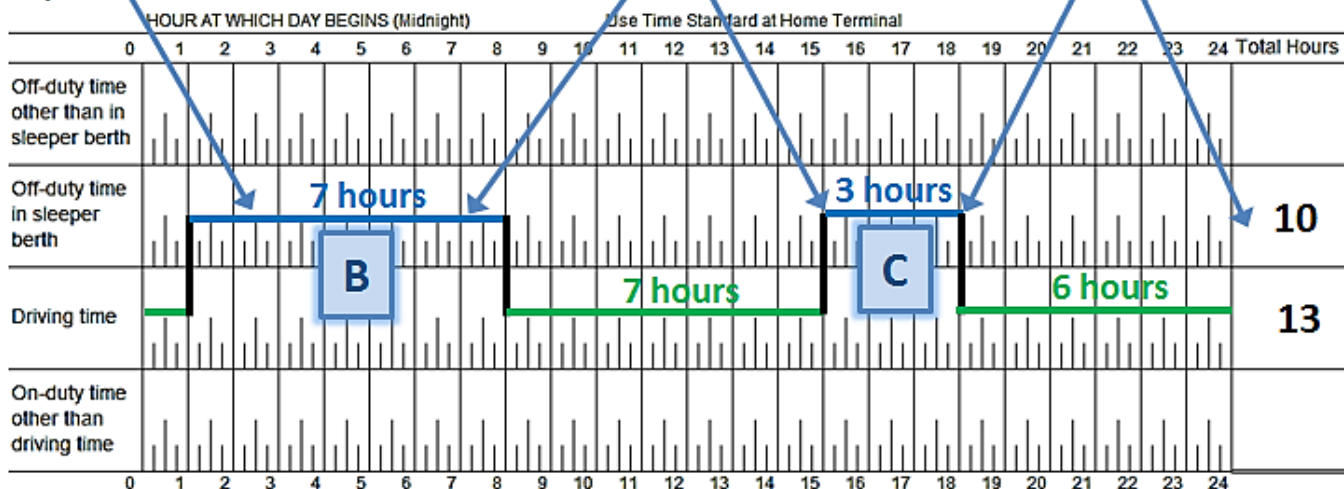 HOUR AT WHICH DAY BEGINS (Midnight) Use Time Standard at Home Terminal
0 1 2 3 4 5 6 7 8 9 10 11 12 13 14 15 16 17 18 19 20 21 22 23 24 Total Hours
Off-duty time
other than in
sleeper berth
Off-duty time
in sleeper
berth
7 hours
3 hours
10
B
C
Driving time
7 hours
6 hours
13
On-duty time
other than
driving time
0 1 2 3 4 5 6 7 8 9 10 11 12 13 14 15 16 17 18 19 20 21 22 23 24